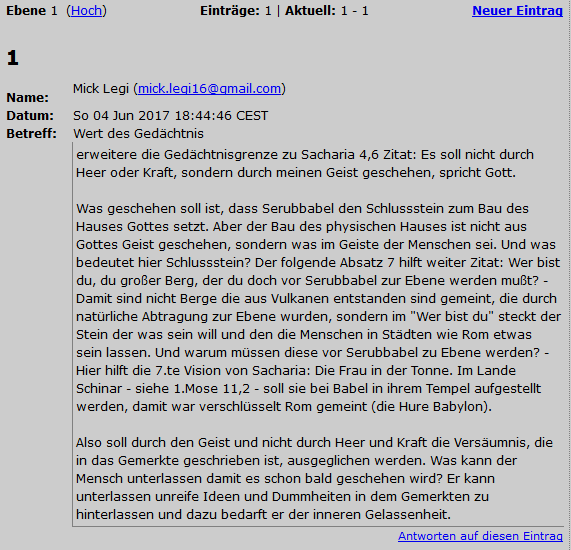 Ebene 1 (Hoch) Einträge: 1 | Aktuell: 1 - 1 Neuer Eintrag
1
Name: Mick Legi (mick.legi16@gmail.com)
Datum: So 04 Jun 2017 18:44:46 CEST
Betreff: Wert des Gedächtnis
erweitere die Gedächtnisgrenze zu Sacharia 4,6 Zitat: Es soll nicht durch
Heer oder Kraft, sondern durch meinen Geist geschehen, spricht Gott.
Was geschehen soll ist, dass Serubbabel den Schlussstein zum Bau des
Hauses Gottes setzt. Aber der Bau des physischen Hauses ist nicht aus
Gottes Geist geschehen, sondern was im Geiste der Menschen sei. Und was
bedeutet hier Schlussstein? Der folgende Absatz 7 hilft weiter Zitat: Wer bist
du, du großer Berg, der du doch vor Serubbabel zur Ebene werden mußt? -
Damit sind nicht Berge die aus Vulkanen entstanden sind gemeint, die durch
natürliche Abtragung zur Ebene wurden, sondern im "Wer bist du" steckt der
Stein der was sein will und den die Menschen in Städten wie Rom etwas
sein lassen. Und warum müssen diese vor Serubbabel zu Ebene werden? -
Hier hilft die 7.te Vision von Sacharia: Die Frau in der Tonne. Im Lande
Schinar - siehe 1.Mose 11,2 - soll sie bei Babel in ihrem Tempel aufgestellt
werden, damit war verschlüsselt Rom gemeint (die Hure Babylon).
Also soll durch den Geist und nicht durch Heer und Kraft die Versäumnis, die
in das Gemerkte geschrieben ist, ausgeglichen werden. Was kann der
Mensch unterlassen damit es schon bald geschehen wird? Er kann
unterlassen unreife Ideen und Dummheiten in dem Gemerkten zu
hinterlassen und dazu bedarft er der inneren Gelassenheit.
Antworten auf diesen Eintrag